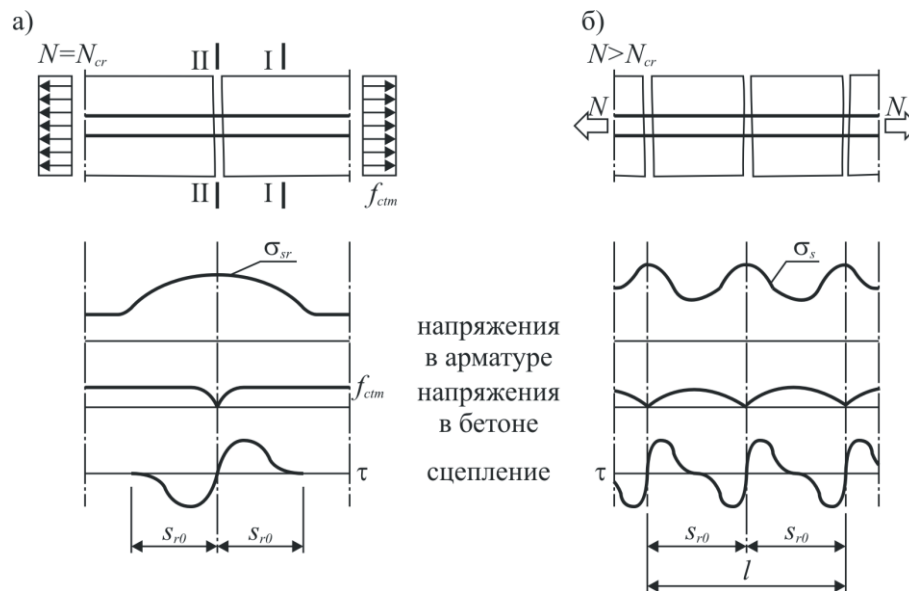 а)
N=Ncr
II
I
II
I
fctm
σsr
fctm
τ
sr0
sr0
напряжения
в арматуре
напряжения
в бетоне
сцепление
б)
N>Ncr
N
N
σs
τ
sr0
sr0
l